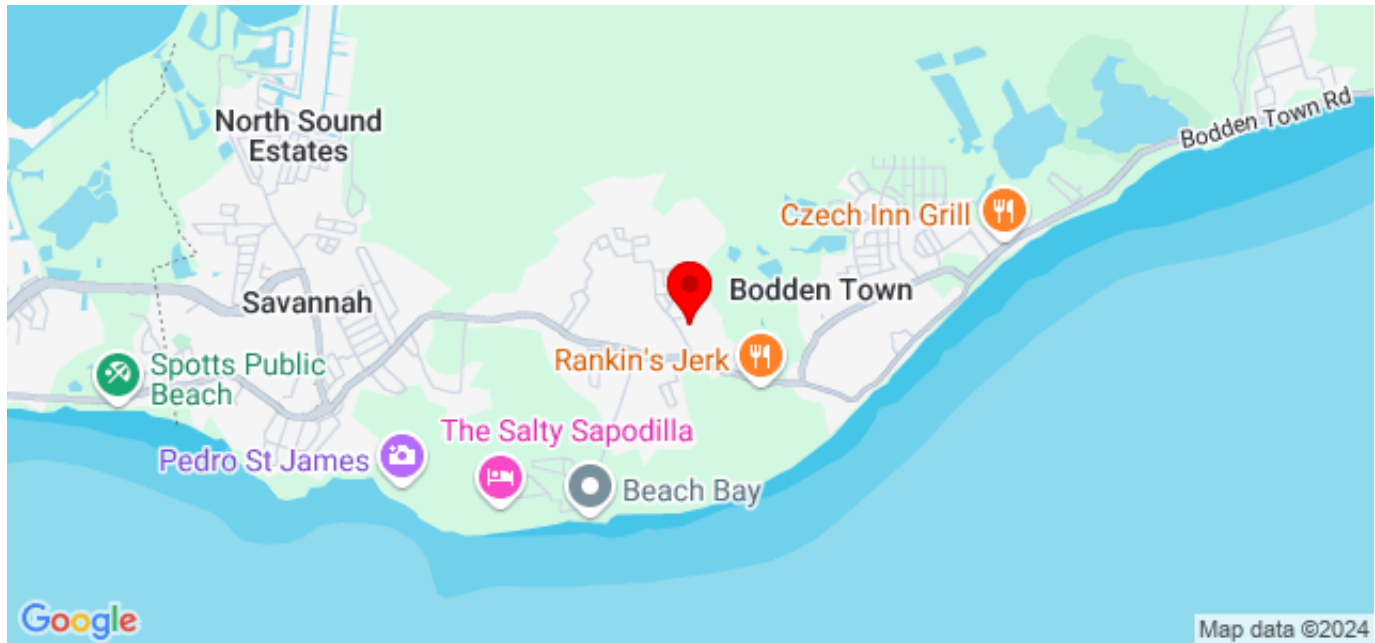 North Sound
Estates
Bodden Town Rd
Czech Inn Grill
Savannah
Bodden Town
Spotts Public
Beach
Rankin's Jerk
The Salty Sapodilla
Pedro St James
Beach Bay
Google
Map data ©2024